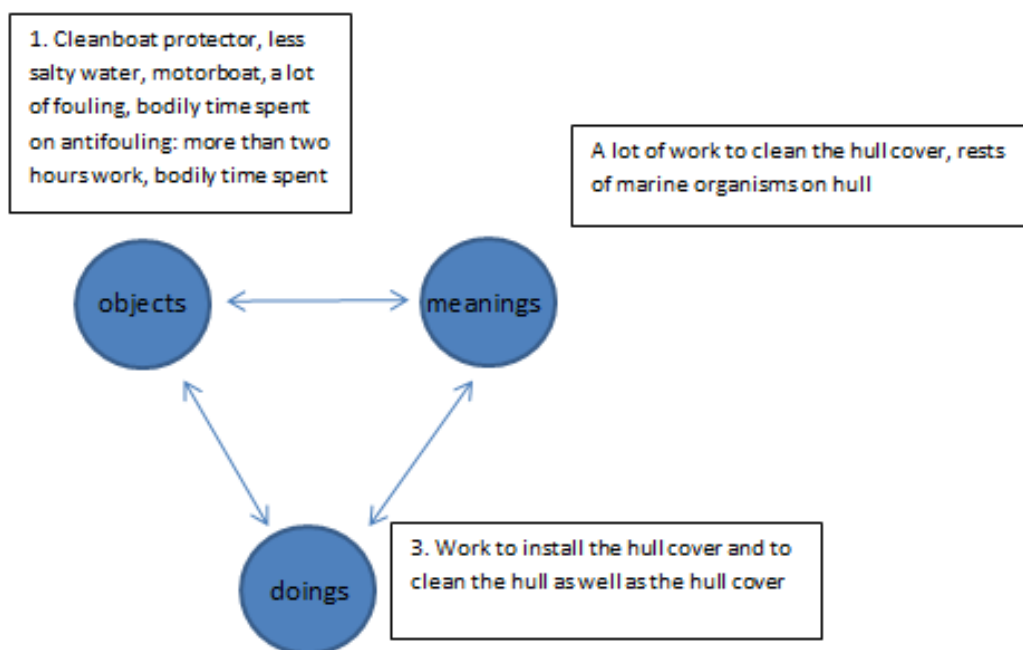 1. Cleanboat protector, less
salty water, motorboat, a lot
of fouling, bodily time spent
on antifouling: more than two
hours work, bodily time spent
A lot of work to clean the hull cover, rests
of marine organisms on hull
objects
meanings
doings
3. Work to install the hull cover and to
clean the hull as well as the hull cover